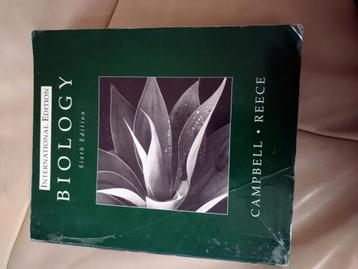 INTERNATIONAL EDITION
BIOLOGY
Sixth Edition
CAMPBELL • REECE